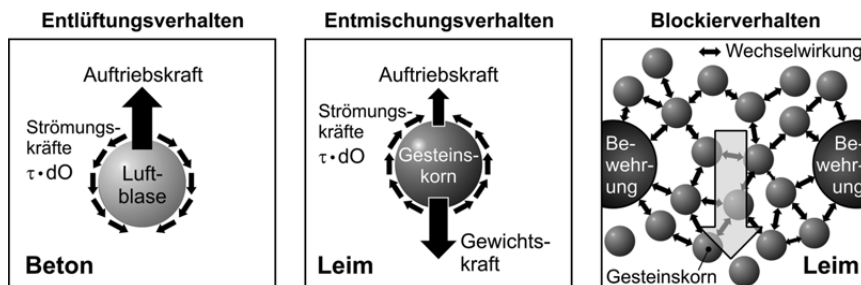 Entlüftungsverhalten
Auftriebskraft
Strömungs-
kräfte
τ·dO
Luft-
blase
Beton
Entmischungsverhalten
Auftriebskraft
Strömungs-
kräfte
τ·dO
Gesteins-
korn
Gewichts-
kraft
Leim
Blockierverhalten
Wechselwirkung
Be-
wehr-
ung
Be-
wehr-
ung
Gesteinskorn
Leim